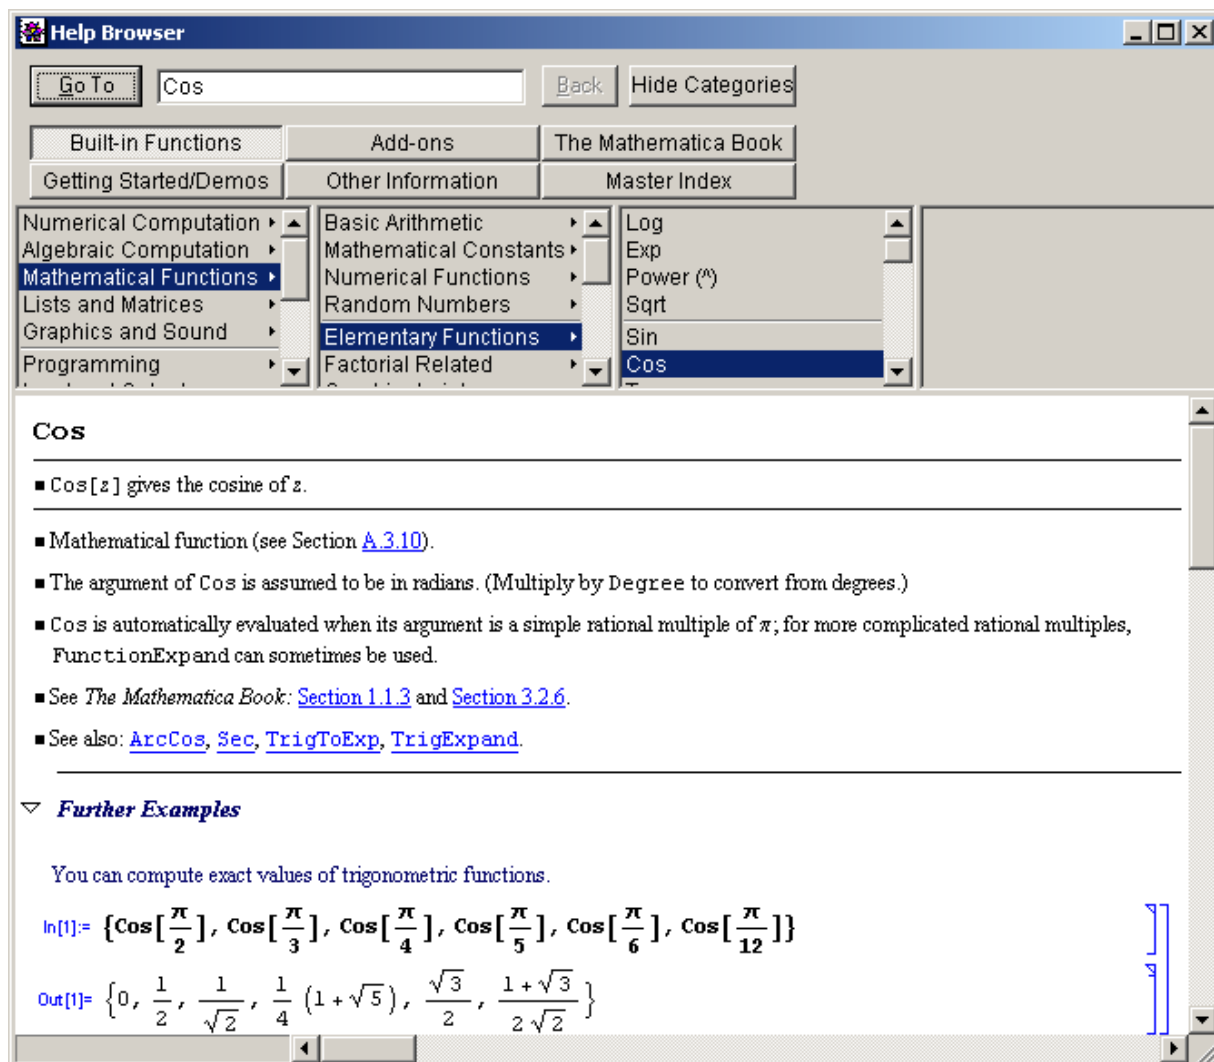 Help Browser
Go To Cos Back Hide Categories
Built-in Functions Add-ons The Mathematica Book
Getting Started/Demos Other Information Master Index
Numerical Computation Basic Arithmetic Log
Algebraic Computation Mathematical Constants Exp
Mathematical Functions Numerical Functions Power (^)
Lists and Matrices Random Numbers Sqrt
Graphics and Sound Elementary Functions Sin
Programming Factorial Related Cos
Cos
■ Cos[z] gives the cosine of z.
■ Mathematical function (see Section A.3.10).
■ The argument of Cos is assumed to be in radians. (Multiply by Degree to convert from degrees.)
■ Cos is automatically evaluated when its argument is a simple rational multiple of π; for more complicated rational multiples,
FunctionExpand can sometimes be used.
■ See The Mathematica Book: Section 1.1.3 and Section 3.2.6.
■ See also: ArcCos, Sec, TrigToExp, TrigExpand.
Further Examples
You can compute exact values of trigonometric functions.
In[1]:= {Cos[π/2], Cos[π/3], Cos[π/4], Cos[π/5], Cos[π/6], Cos[π/12]}
Out[1]= {0, 1/2, 1/√2, 1/4 (1 + √5), √3/2, (1 + √3)/(2 √2)}